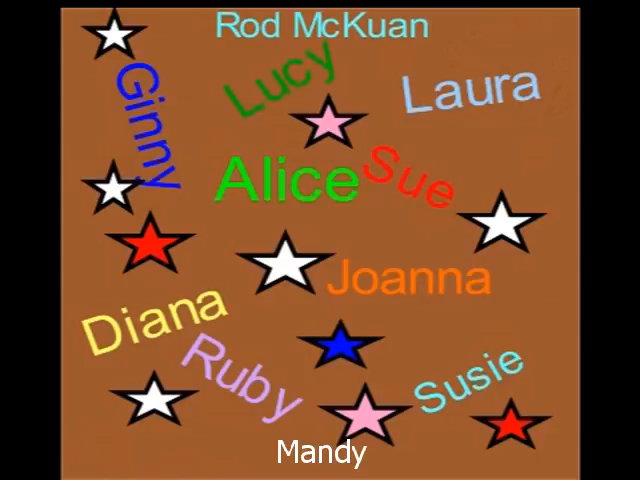 Rod McKuan
Ginny
Lucy
Laura
Alice
Sue
Joanna
Diana
Ruby
Susie
Mandy